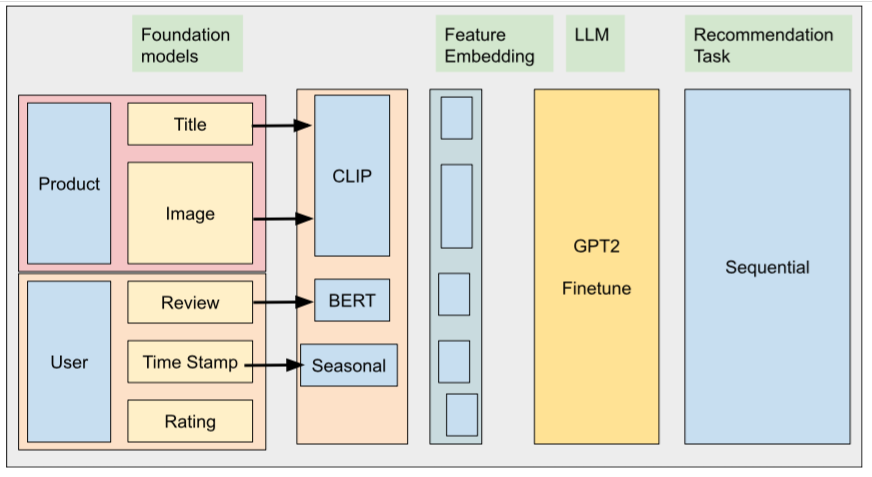 Foundation
models
Feature
Embedding
LLM
Recommendation
Task
Product
Title
Image
CLIP
User
Review
Time Stamp
Rating
BERT
Seasonal
GPT2
Finetune
Sequential